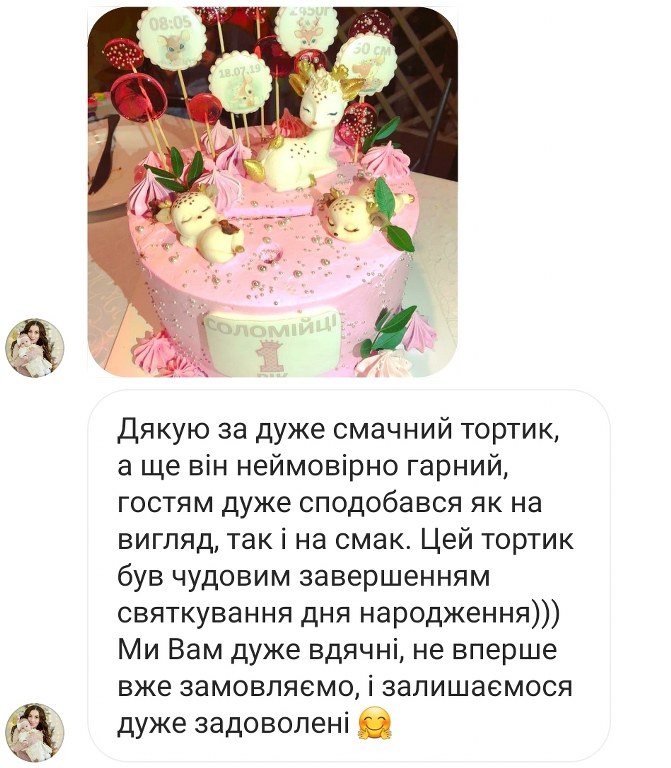 08:05
2450г
50 см
18.07.19
СОЛОМІЙЦІ
1
РІК
Дякую за дуже смачний тортик,
а ще він неймовірно гарний,
гостям дуже сподобався як на
вигляд, так і на смак. Цей тортик
був чудовим завершенням
святкування дня народження)))
Ми Вам дуже вдячні, не вперше
вже замовляємо, і залишаємося
дуже задоволені 🤗